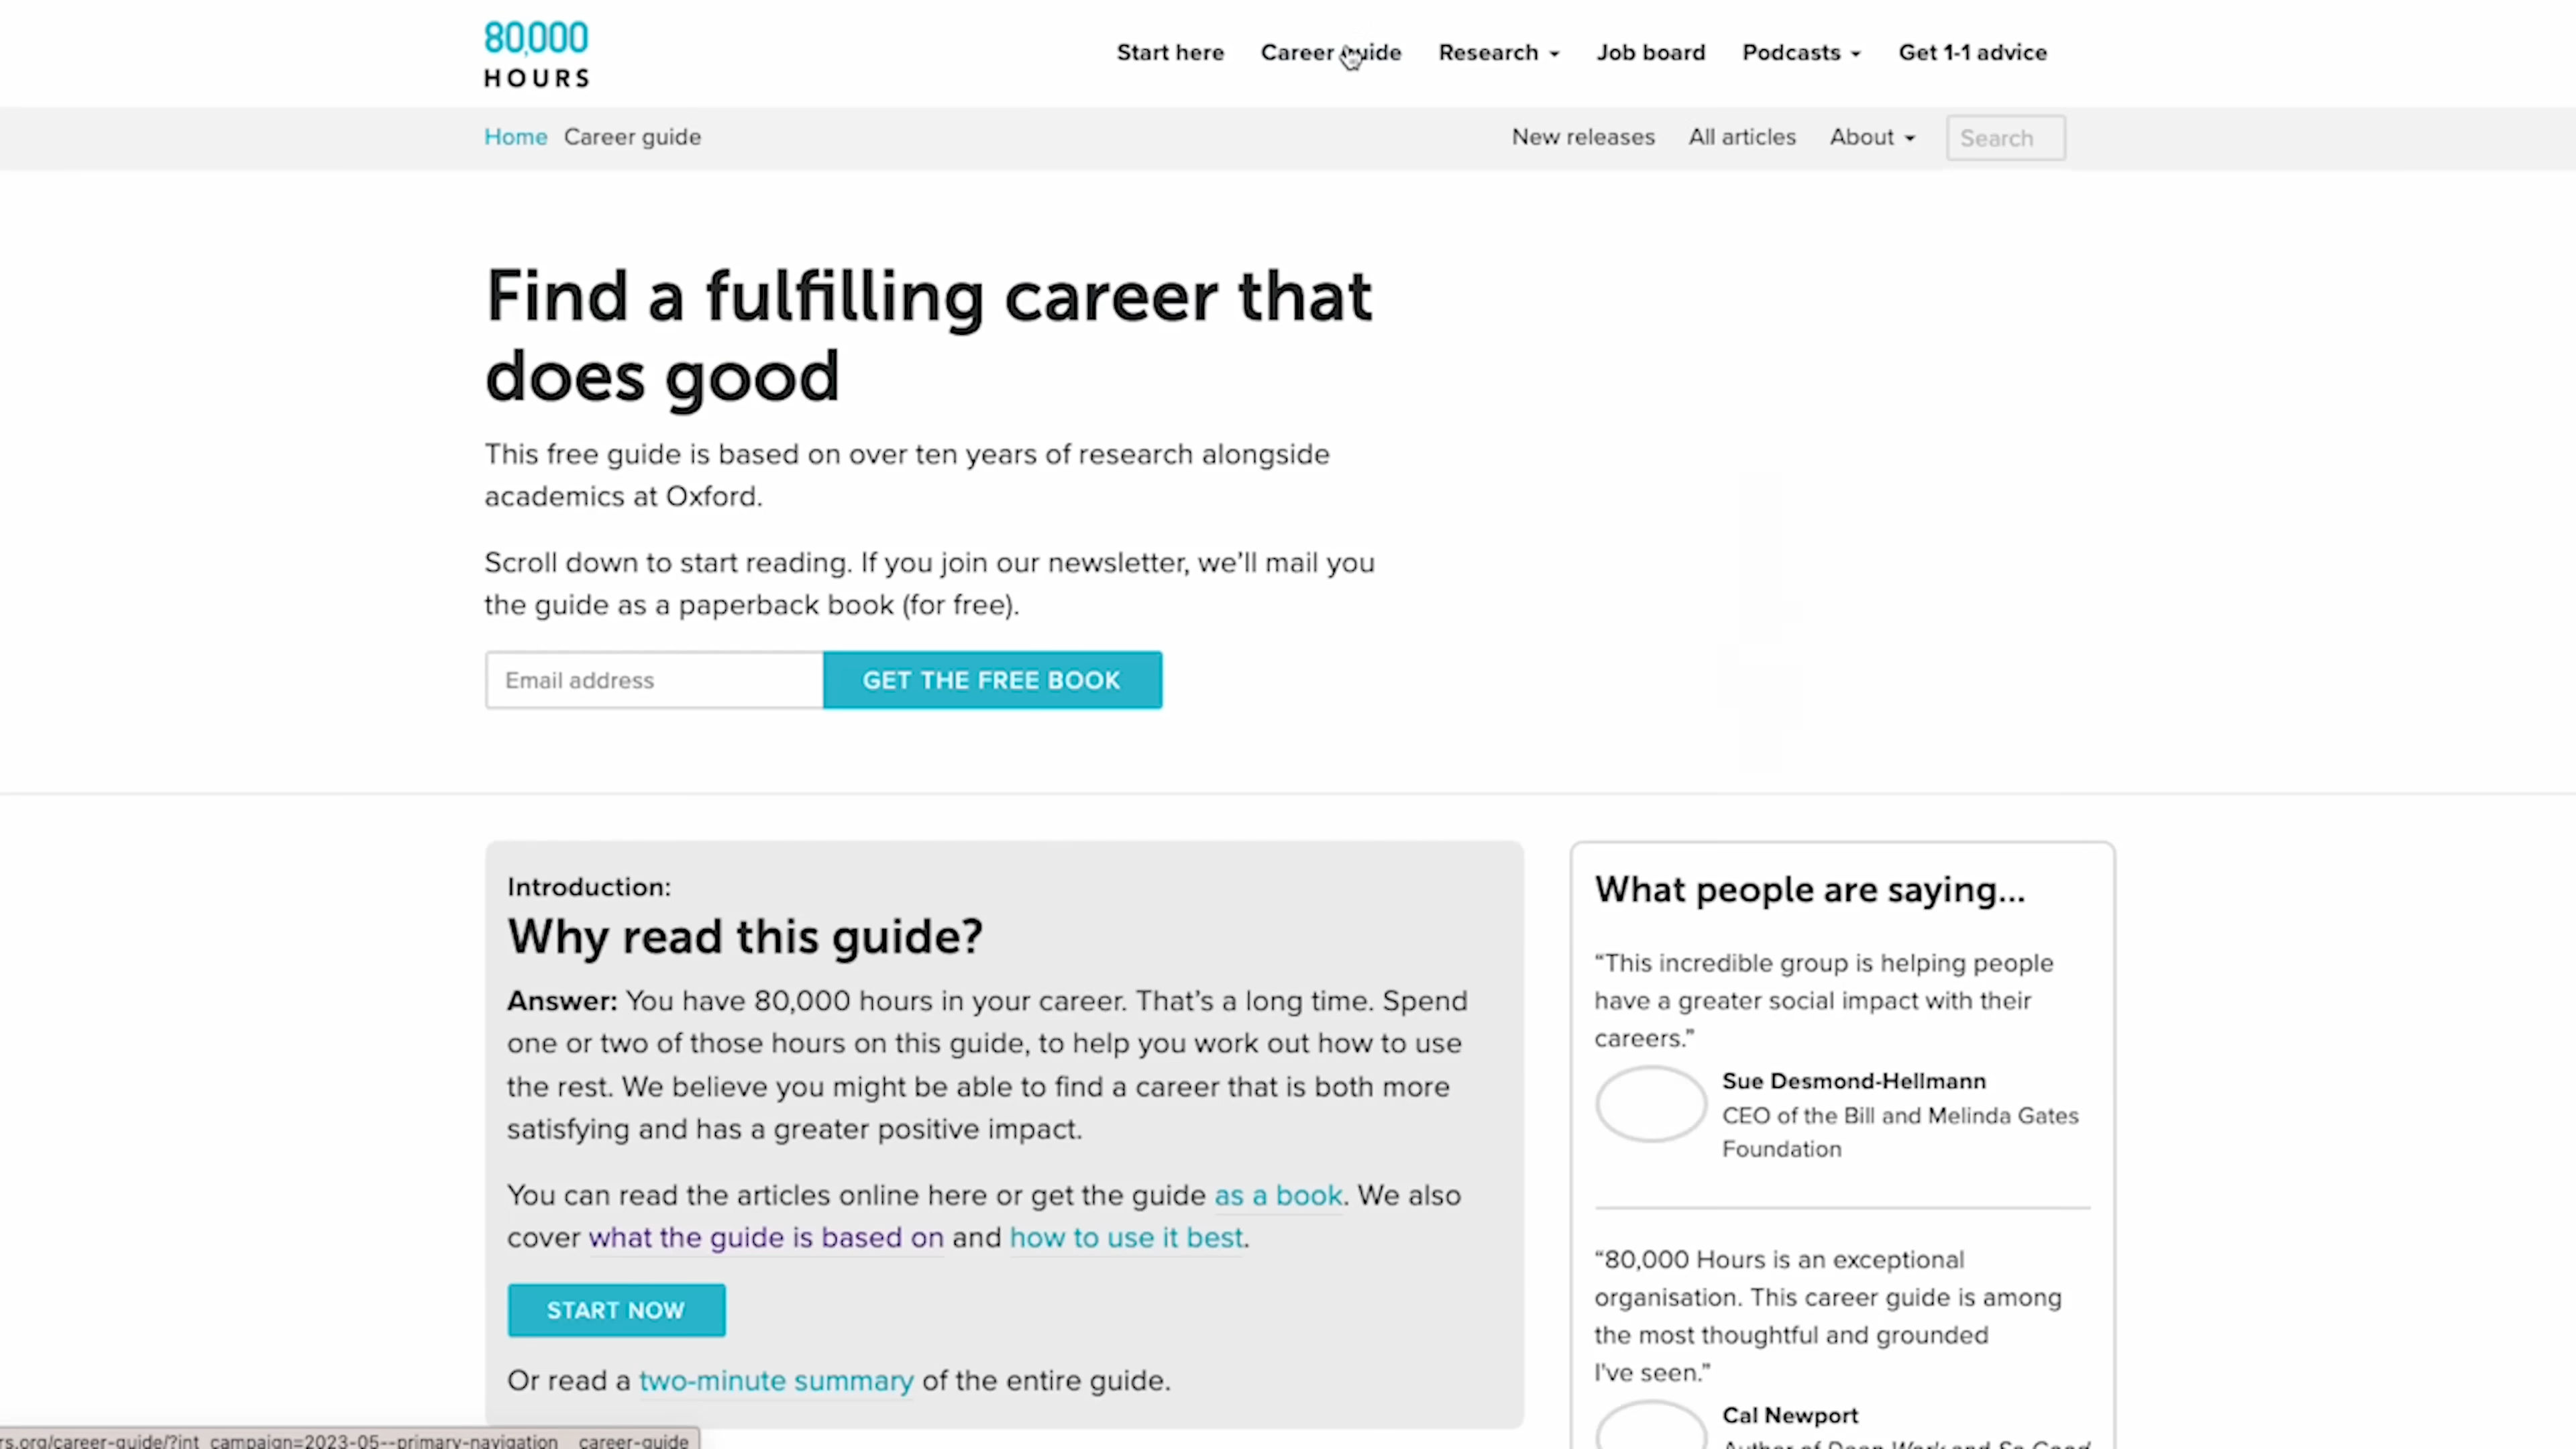 80,000
HOURS
Start here Career guide Research Job board Podcasts Get 1-1 advice
Home Career guide New releases All articles About Search
Find a fulfilling career that
does good
This free guide is based on over ten years of research alongside
academics at Oxford.
Scroll down to start reading. If you join our newsletter, we'll mail you
the guide as a paperback book (for free).
Email address GET THE FREE BOOK
Introduction:
Why read this guide?
Answer: You have 80,000 hours in your career. That's a long time. Spend
one or two of those hours on this guide, to help you work out how to use
the rest. We believe you might be able to find a career that is both more
satisfying and has a greater positive impact.
You can read the articles online here or get the guide as a book. We also
cover what the guide is based on and how to use it best.
START NOW
Or read a two-minute summary of the entire guide.
What people are saying...
“This incredible group is helping people
have a greater social impact with their
careers.”
Sue Desmond-Hellmann
CEO of the Bill and Melinda Gates
Foundation
“80,000 Hours is an exceptional
organisation. This career guide is among
the most thoughtful and grounded
I've seen.”
Cal Newport
Author of Deep Work and So Good
rs.org/career-guide/?int_campaign=2023-05--primary-navigation__career-guide